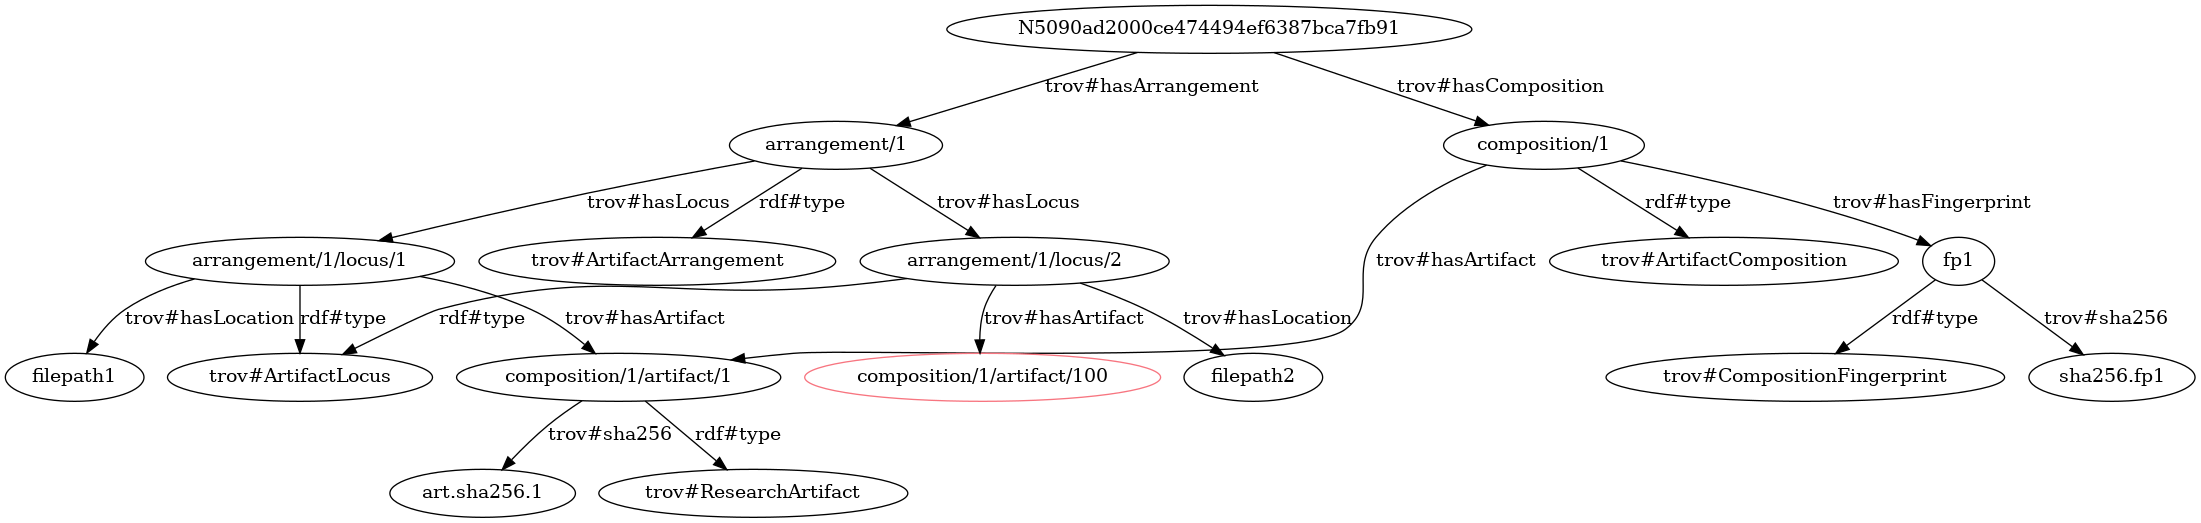 N5090ad2000ce474494ef6387bca7fb91
trov#hasArrangement
trov#hasComposition
arrangement/1
composition/1
trov#hasLocus
rdf#type
trov#hasLocus
rdf#type
trov#hasFingerprint
arrangement/1/locus/1
trov#ArtifactArrangement
arrangement/1/locus/2
trov#hasArtifact
trov#ArtifactComposition
fp1
trov#hasLocation
rdf#type
rdf#type
trov#hasArtifact
trov#hasArtifact
trov#hasLocation
rdf#type
trov#sha256
filepath1
trov#ArtifactLocus
composition/1/artifact/1
composition/1/artifact/100
filepath2
trov#CompositionFingerprint
sha256.fp1
trov#sha256
rdf#type
art.sha256.1
trov#ResearchArtifact